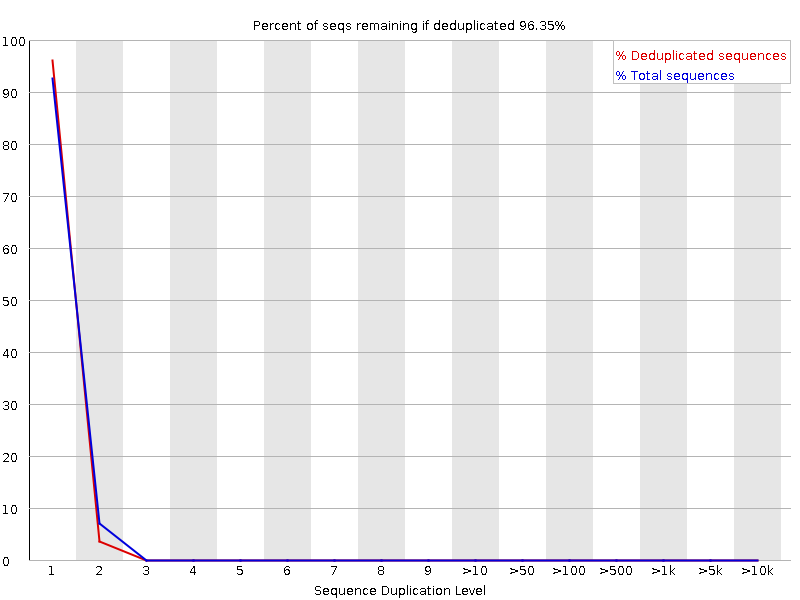 Percent of seqs remaining if deduplicated 96.35%
% Deduplicated sequences
% Total sequences
100
90
80
70
60
50
40
30
20
10
0
1 2 3 4 5 6 7 8 9 >10 >50 >100 >500 >1k >5k >10k
Sequence Duplication Level